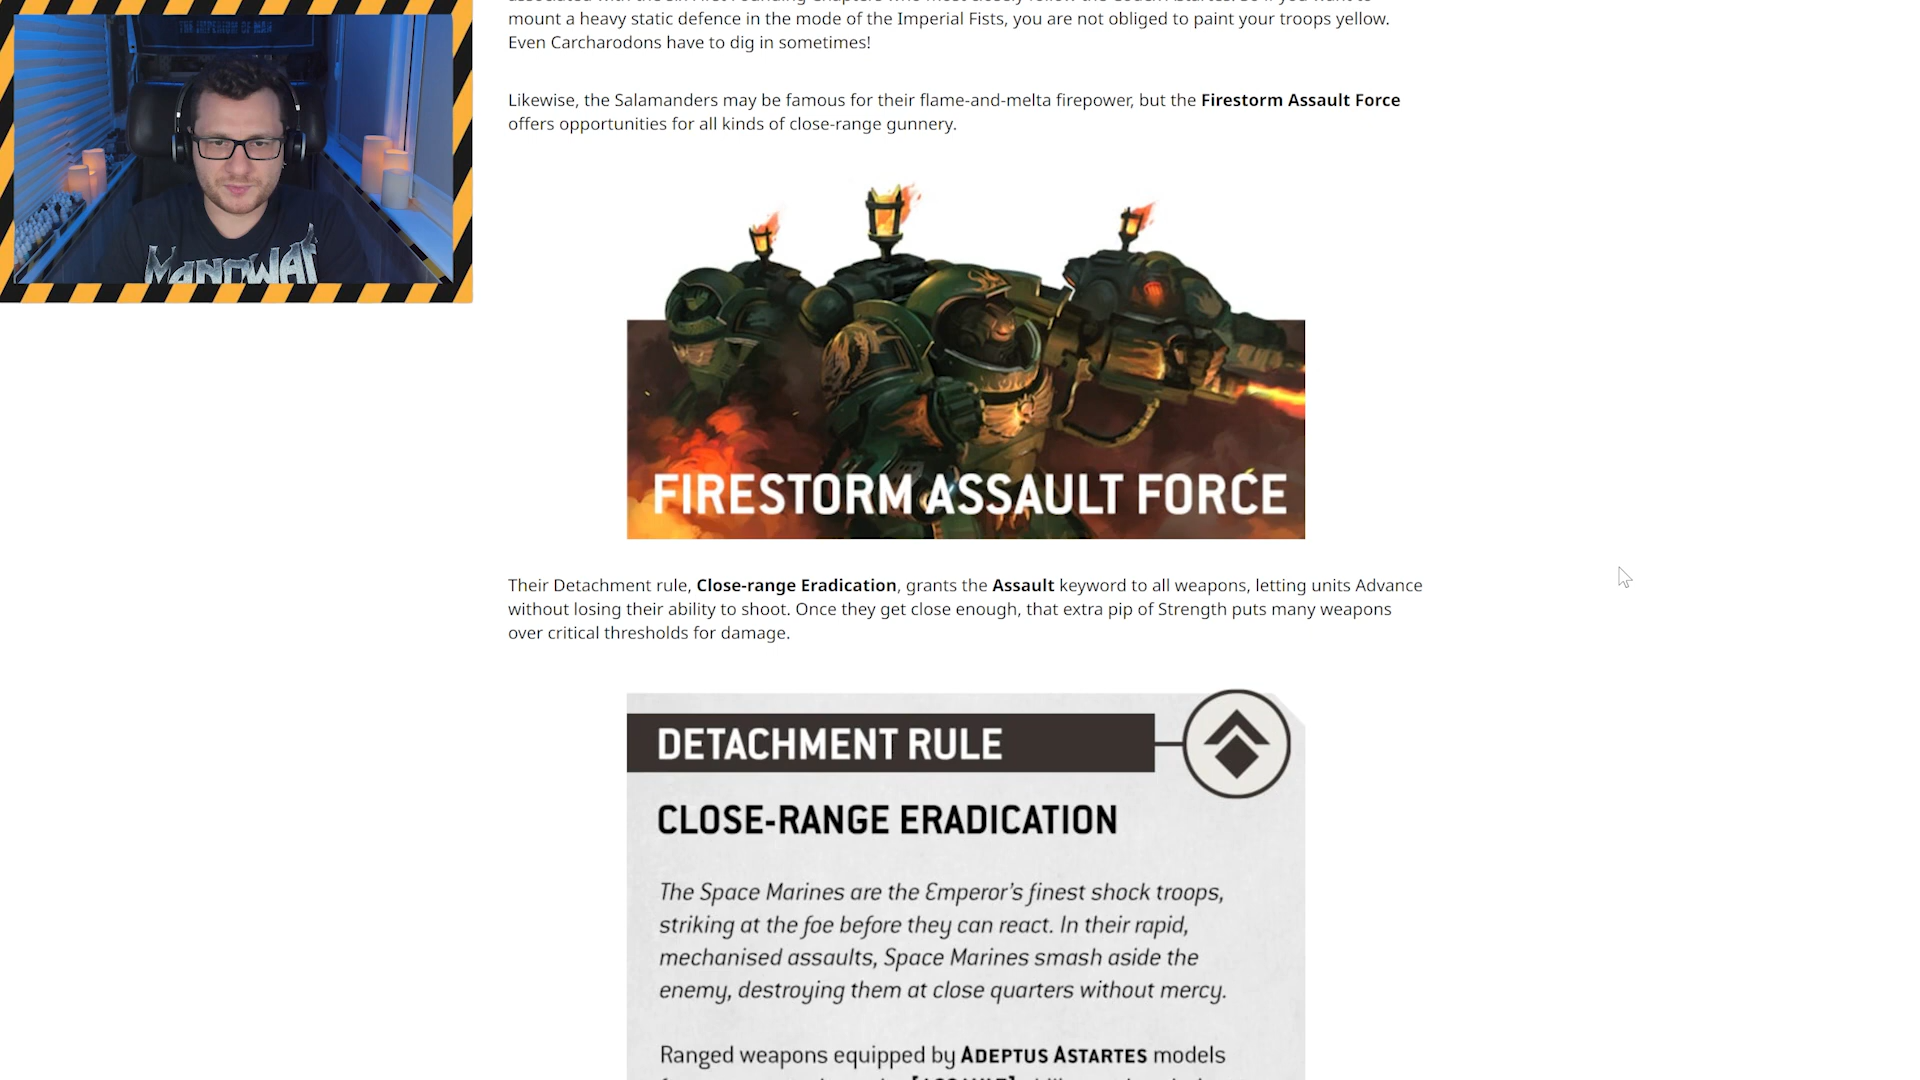 THE IMPERIUM OF MAN
MANOWAR
mount a heavy static defence in the mode of the Imperial Fists, you are not obliged to paint your troops yellow.
Even Carcharodons have to dig in sometimes!
Likewise, the Salamanders may be famous for their flame-and-melta firepower, but the Firestorm Assault Force
offers opportunities for all kinds of close-range gunnery.
FIRESTORM ASSAULT FORCE
Their Detachment rule, Close-range Eradication, grants the Assault keyword to all weapons, letting units Advance
without losing their ability to shoot. Once they get close enough, that extra pip of Strength puts many weapons
over critical thresholds for damage.
DETACHMENT RULE
CLOSE-RANGE ERADICATION
The Space Marines are the Emperor's finest shock troops,
striking at the foe before they can react. In their rapid,
mechanised assaults, Space Marines smash aside the
enemy, destroying them at close quarters without mercy.
Ranged weapons equipped by ADEPTUS ASTARTES models